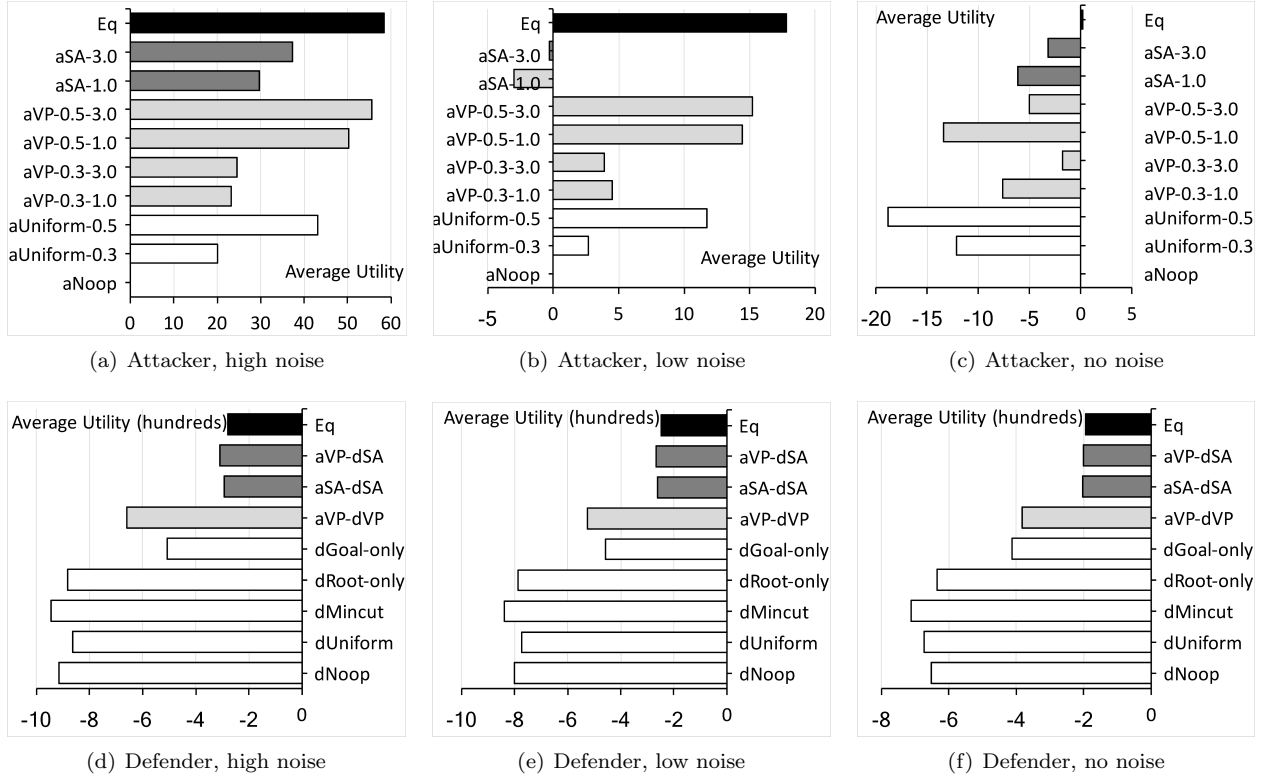 Eq
aSA-3.0
aSA-1.0
aVP-0.5-3.0
aVP-0.5-1.0
aVP-0.3-3.0
aVP-0.3-1.0
aUniform-0.5
aUniform-0.3
Average Utility
aNoop
0 10 20 30 40 50 60
(a) Attacker, high noise
Eq
aSA-3.0
aSA-1.0
aVP-0.5-3.0
aVP-0.5-1.0
aVP-0.3-3.0
aVP-0.3-1.0
aUniform-0.5
aUniform-0.3
Average Utility
aNoop
-5 0 5 10 15 20
(b) Attacker, low noise
Average Utility
Eq
aSA-3.0
aSA-1.0
aVP-0.5-3.0
aVP-0.5-1.0
aVP-0.3-3.0
aVP-0.3-1.0
aUniform-0.5
aUniform-0.3
aNoop
-20 -15 -10 -5 0 5
(c) Attacker, no noise
Average Utility (hundreds)
Eq
aVP-dSA
aSA-dSA
aVP-dVP
dGoal-only
dRoot-only
dMincut
dUniform
dNoop
-10 -8 -6 -4 -2 0
(d) Defender, high noise
Average Utility (hundreds)
Eq
aVP-dSA
aSA-dSA
aVP-dVP
dGoal-only
dRoot-only
dMincut
dUniform
dNoop
-10 -8 -6 -4 -2 0
(e) Defender, low noise
Average Utility (hundreds)
Eq
aVP-dSA
aSA-dSA
aVP-dVP
dGoal-only
dRoot-only
dMincut
dUniform
dNoop
-8 -6 -4 -2 0
(f) Defender, no noise